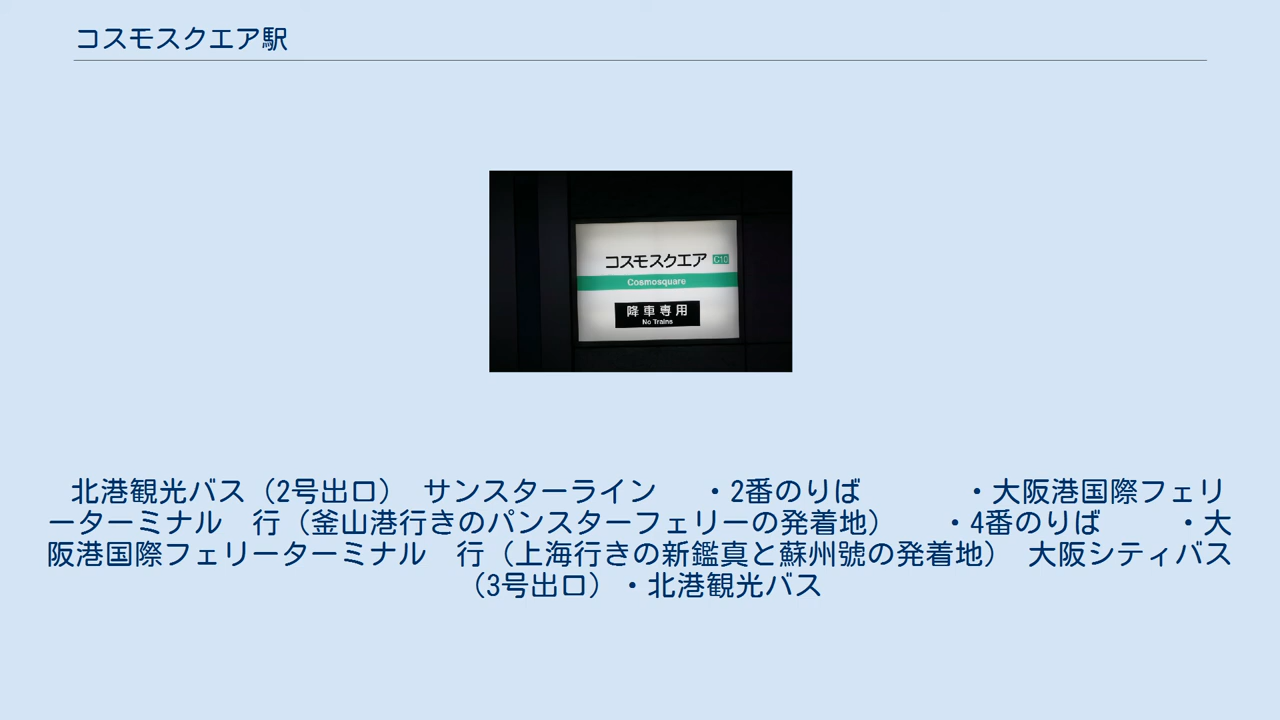 コスモスクエア駅
コスモスクエア C10
Cosmosquare
降車専用
No Trains
北港観光バス（2号出口） サンスターライン ・2番のりば ・大阪港国際フェリ
ーターミナル 行（釜山港行きのパンスターフェリーの発着地） ・4番のりば ・大
阪港国際フェリーターミナル 行（上海行きの新鑑真と蘇州號の発着地） 大阪シティバス
（3号出口）・北港観光バス